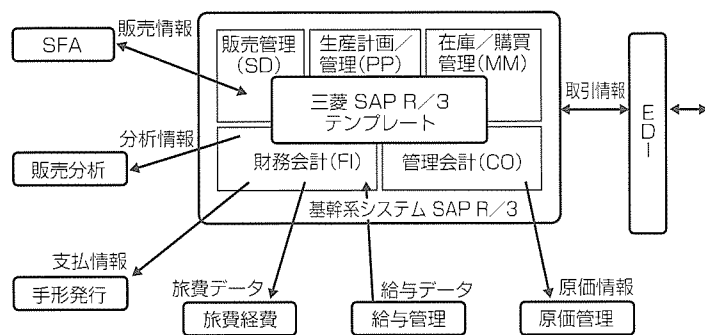 販売情報
SFA
販売管理
(SD)
生産計画／
管理(PP)
在庫／購買
管理(MM)
三菱 SAP R／3
テンプレート
取引情報
EDI
分析情報
販売分析
財務会計(FI)
管理会計(CO)
基幹系システム SAP R／3
支払情報
手形発行
旅費データ
旅費経費
給与データ
給与管理
原価情報
原価管理